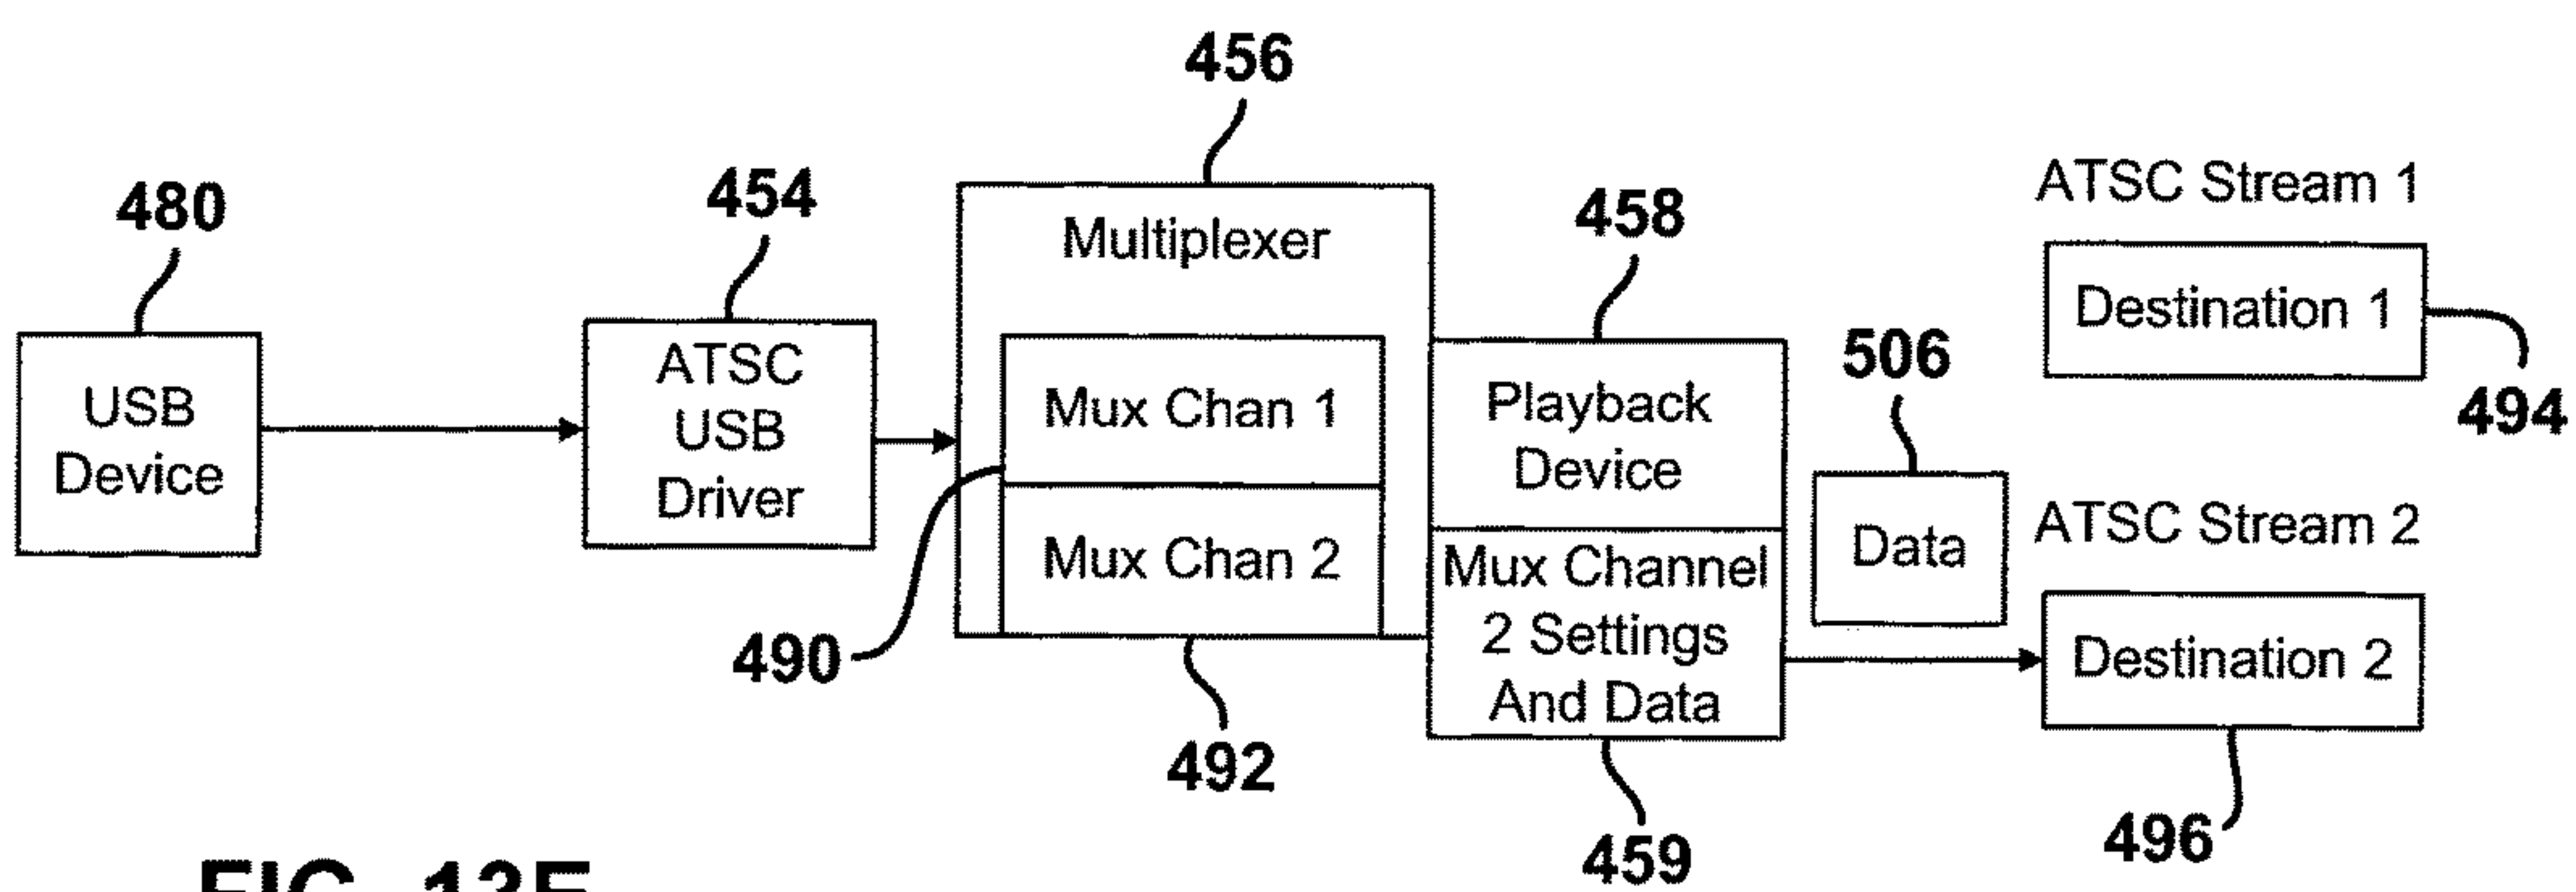 456
480
454
458
ATSC Stream 1
Multiplexer
Destination 1
506
494
USB
Device
ATSC
USB
Driver
Mux Chan 1
Mux Chan 2
Playback
Device
Data
ATSC Stream 2
Mux Channel
2 Settings
And Data
Destination 2
490
492
459
496
FIG. 13E